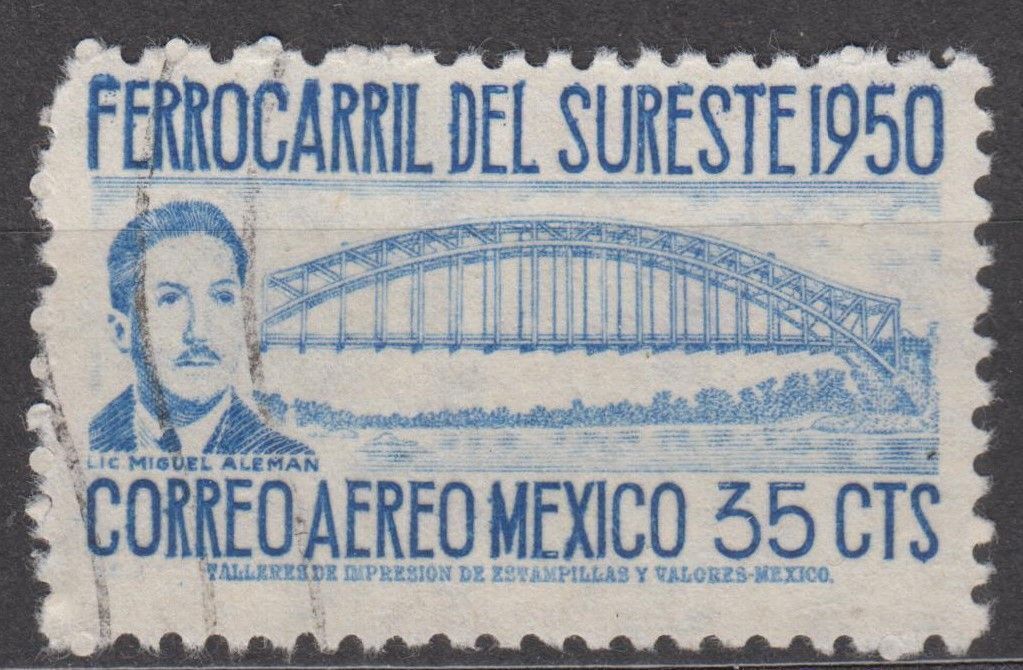 FERROCARRIL DEL SURESTE 1950
LIC MIGUEL ALEMAN
CORREO AEREO MEXICO 35 CTS
TALLERES DE IMPRESION DE ESTAMPILLAS Y VALORES-MEXICO.